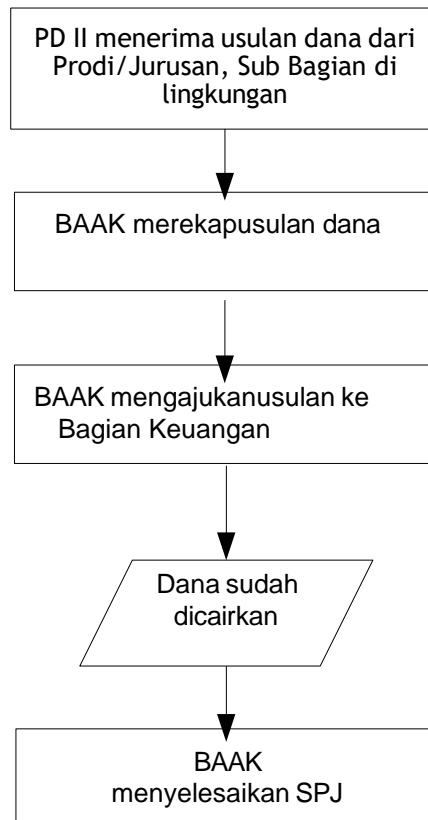 PD II menerima usulan dana dari
Prodi/Jurusan, Sub Bagian di
lingkungan
BAAK merekapusulan dana
BAAK mengajukanusulan ke
Bagian Keuangan
Dana sudah
dicairkan
BAAK
menyelesaikan SPJ